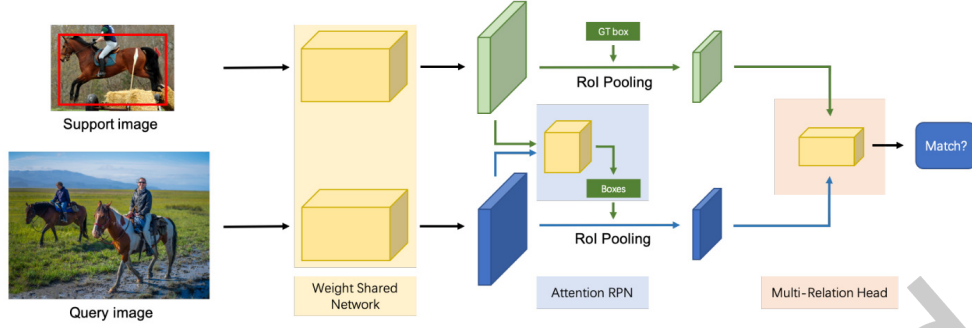 GT box
RoI Pooling
Support image
Match?
Boxes
RoI Pooling
Weight Shared
Network
Attention RPN
Multi-Relation Head
Query image